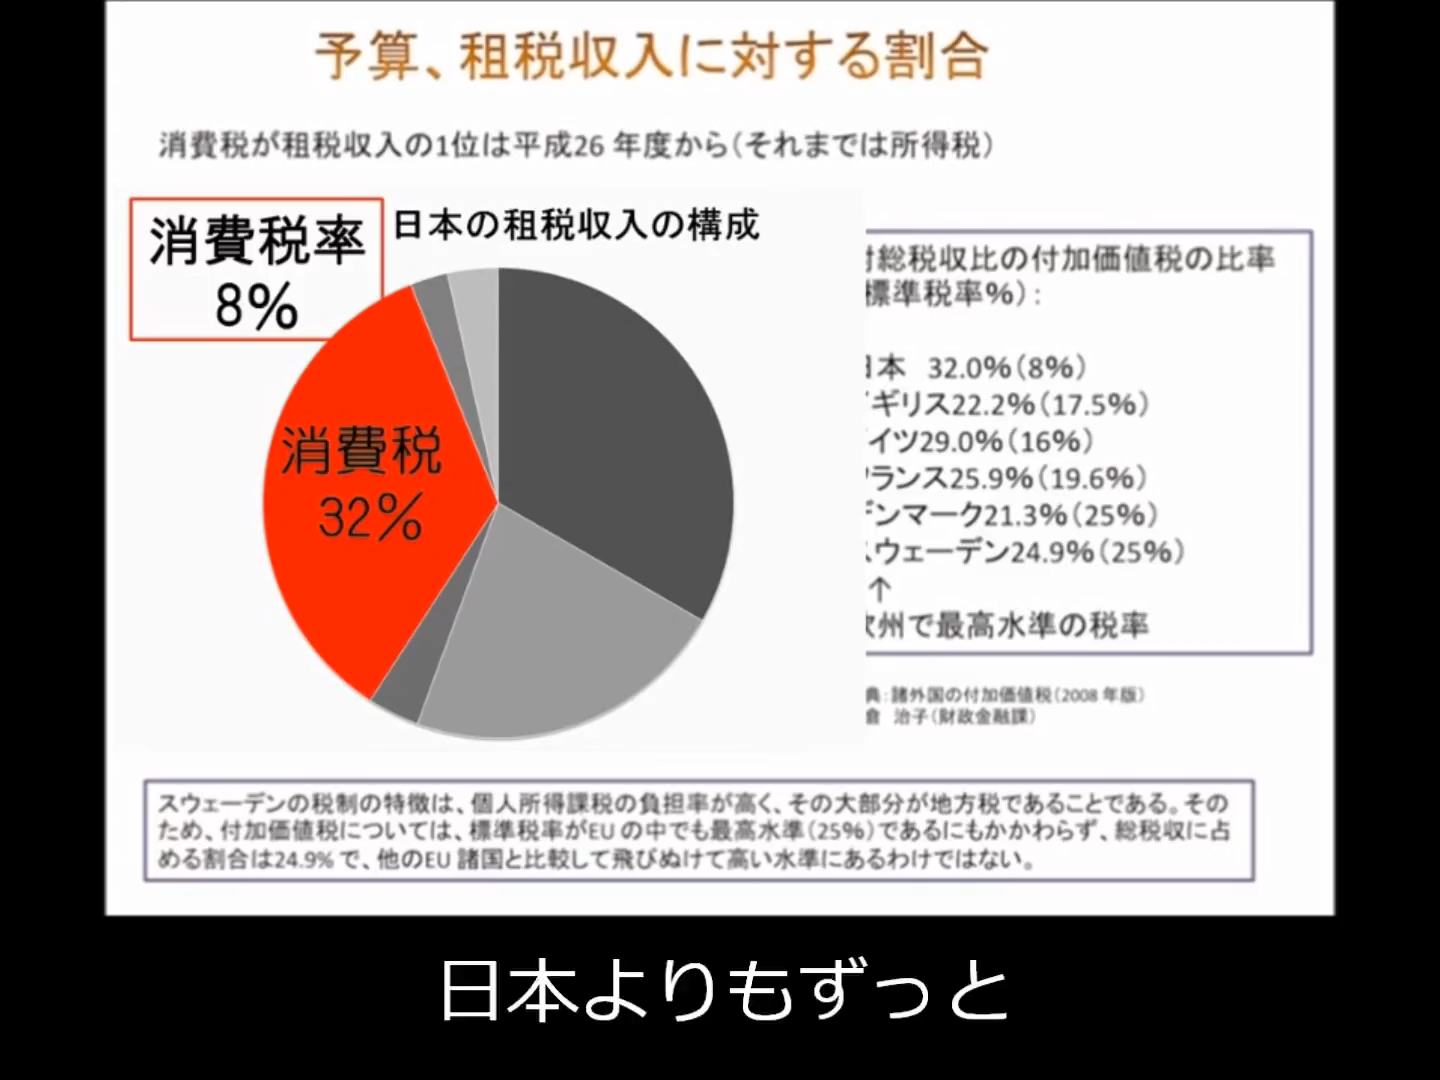 予算、租税収入に対する割合
消費税が租税収入の1位は平成26 年度から（それまでは所得税）
消費税率
8%
日本の租税収入の構成
消費税
32%
総税収比の付加価値税の比率
標準税率%）:
本 32.0%（8%）
ギリス22.2%（17.5%）
イツ29.0%（16%）
ランス25.9%（19.6%）
ンマーク21.3%（25%）
ウェーデン24.9%（25%）
↑
州で最高水準の税率
典：諸外国の付加価値税（2008 年版）
治子（財政金融課）
スウェーデンの税制の特徴は、個人所得課税の負担率が高く、その大部分が地方税であることである。その
ため、付加価値税については、標準税率がEU の中でも最高水準（25%）であるにもかかわらず、総税収に占
める割合は24.9% で、他のEU 諸国と比較して飛びぬけて高い水準にあるわけではない。
日本よりもずっと